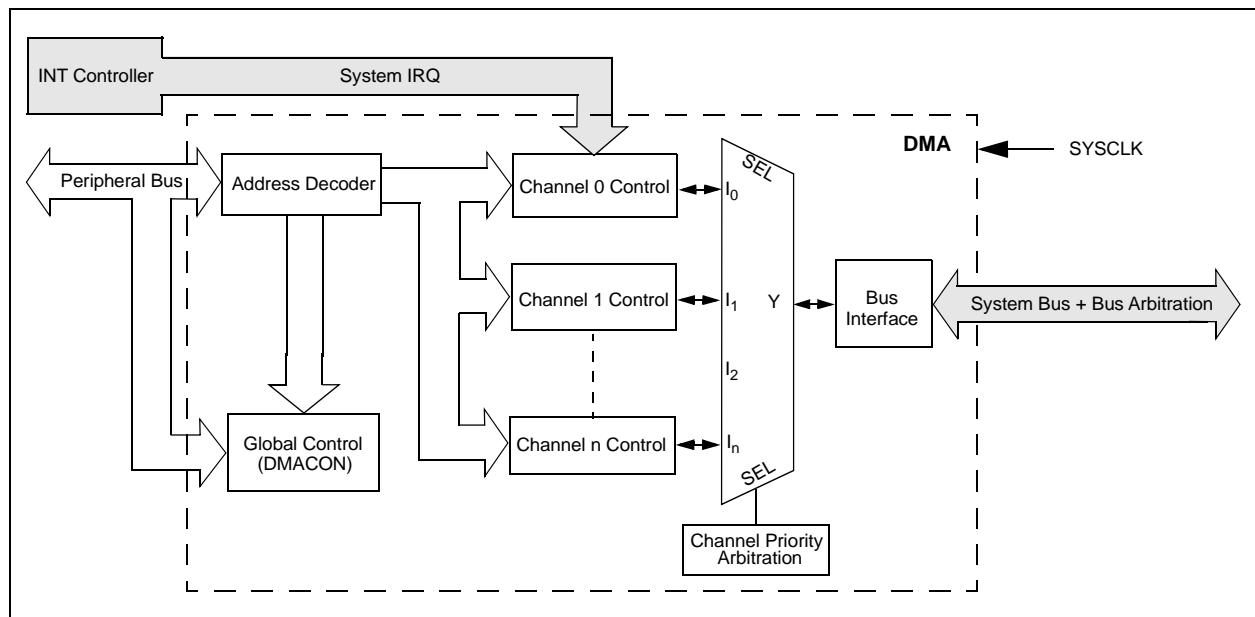 INT Controller
System IRQ
DMA
SYSCLK
Peripheral Bus
Address Decoder
Channel 0 Control
SEL
I0
Channel 1 Control
I1
Y
Bus
Interface
System Bus + Bus Arbitration
I2
Global Control
(DMACON)
Channel n Control
In
SEL
Channel Priority
Arbitration